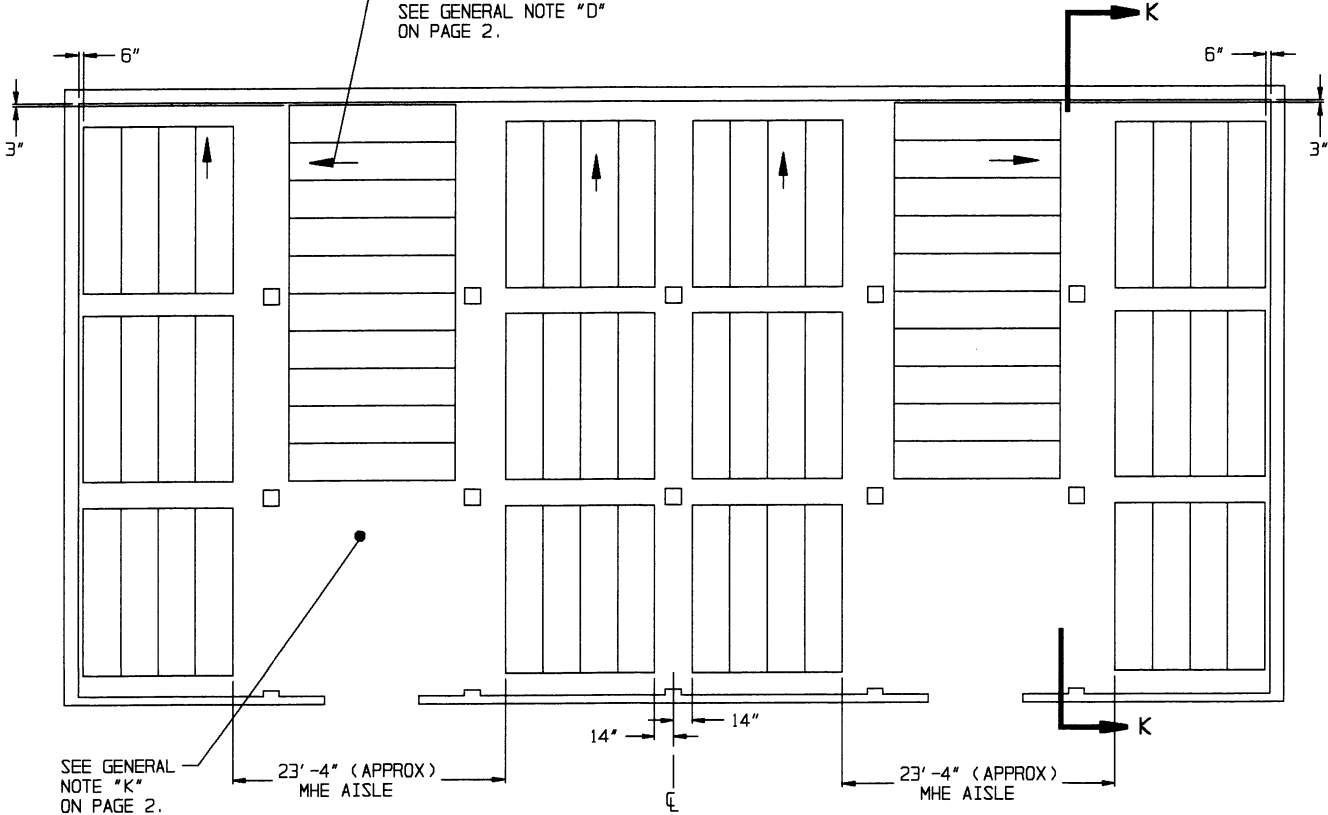 SEE GENERAL NOTE "D"
ON PAGE 2.
K
6"
6"
3"
3"
14"
14"
K
SEE GENERAL
NOTE "K"
ON PAGE 2.
23'-4" (APPROX)
MHE AISLE
℄
23'-4" (APPROX)
MHE AISLE